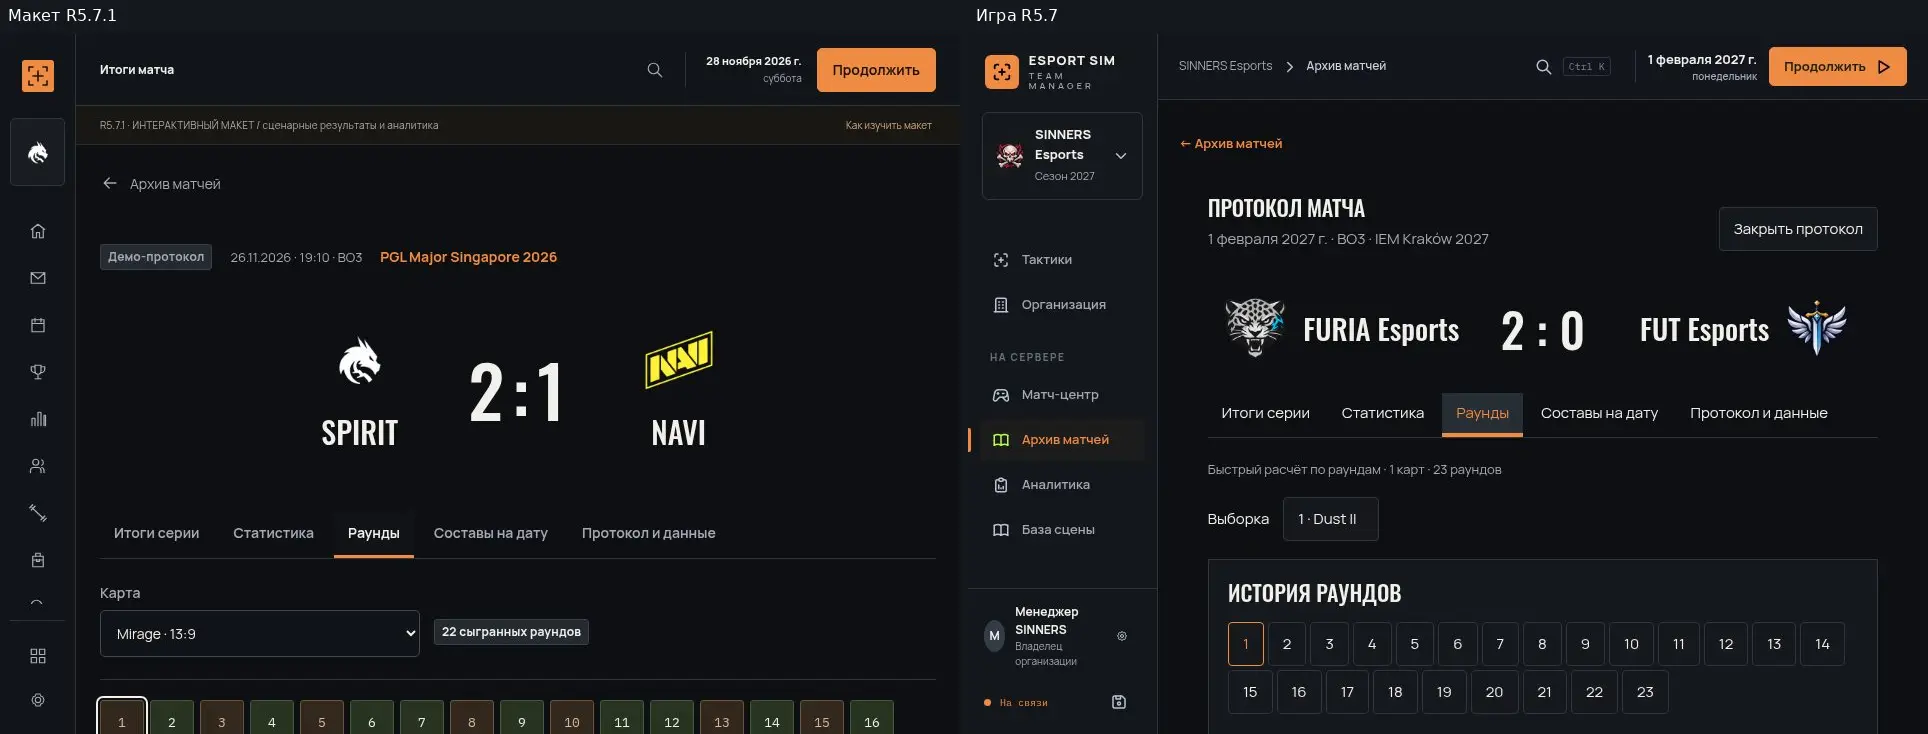 Макет R5.7.1
Итоги матча
28 ноября 2026 г.
суббота
Продолжить
R5.7.1 · ИНТЕРАКТИВНЫЙ МАКЕТ / сценарные результаты и аналитика
Как изучить макет
← Архив матчей
Демо-протокол
26.11.2026 · 19:10 · BO3
PGL Major Singapore 2026
NAVI
2:1
SPIRIT
NAVI
Итоги серии
Статистика
Раунды
Составы на дату
Протокол и данные
Карта
Mirage · 13:9
22 сыгранных раундов
1 2 3 4 5 6 7 8 9 10 11 12 13 14 15 16
Игра R5.7
ESPORT SIM
TEAM
MANAGER
SINNERS
Esports
Сезон 2027
Тактики
Организация
НА СЕРВЕРЕ
Матч-центр
Архив матчей
Аналитика
База сцены
М
Менеджер
SINNERS
Владелец
организации
На связи
SINNERS Esports > Архив матчей
Ctrl K
1 февраля 2027 г.
понедельник
Продолжить
← Архив матчей
ПРОТОКОЛ МАТЧА
1 февраля 2027 г. · BO3 · IEM Kraków 2027
Закрыть протокол
FURIA Esports
2 : 0
FUT Esports
Итоги серии
Статистика
Раунды
Составы на дату
Протокол и данные
Быстрый расчёт по раундам · 1 карт · 23 раундов
Выборка
1 · Dust II
ИСТОРИЯ РАУНДОВ
1 2 3 4 5 6 7 8 9 10 11 12 13 14
15 16 17 18 19 20 21 22 23